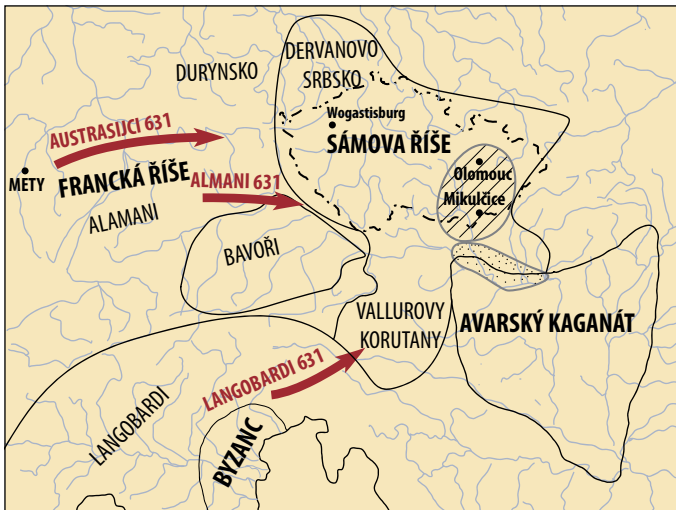 DERVANOVO
SRBSKO
DURYNSKO
Wogastisburg
AUSTRASIJCI 631
SÁMOVA ŘÍŠE
METY
FRANCKÁ ŘÍŠE
Olomouc
ALMANI 631
Mikulčice
ALAMANI
BAVOŘI
VALLUROVY
KORUTANY
AVARSKÝ KAGANÁT
LANGOBARDI 631
LANGOBARDI
BYZANC